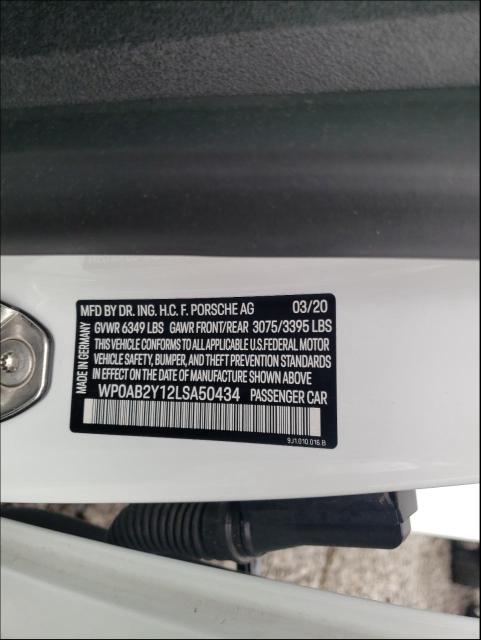 MFD BY DR. ING. H.C. F. PORSCHE AG 03/20
GVWR 6349 LBS GAWR FRONT/REAR 3075/3395 LBS
THIS VEHICLE CONFORMS TO ALL APPLICABLE U.S.FEDERAL MOTOR
VEHICLE SAFETY, BUMPER, AND THEFT PREVENTION STANDARDS
IN EFFECT ON THE DATE OF MANUFACTURE SHOWN ABOVE
WP0AB2Y12LSA50434 PASSENGER CAR
9J1.010.016.B
MADE IN GERMANY